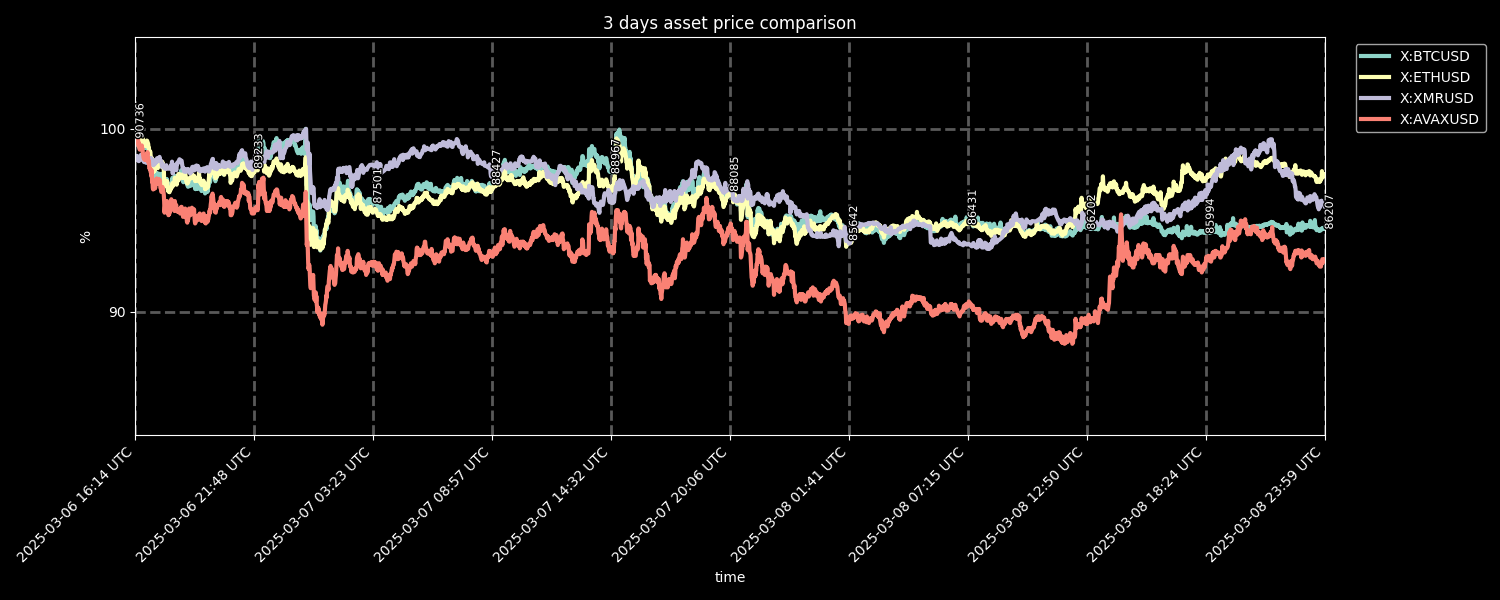 3 days asset price comparison
X:BTCUSD
X:ETHUSD
X:XMRUSD
X:AVAXUSD
100
90
%
90736
89233
87501
88427
88967
88085
85642
86431
86202
85994
86207
2025-03-06 16:14 UTC
2025-03-06 21:48 UTC
2025-03-07 03:23 UTC
2025-03-07 08:57 UTC
2025-03-07 14:32 UTC
2025-03-07 20:06 UTC
2025-03-08 01:41 UTC
2025-03-08 07:15 UTC
2025-03-08 12:50 UTC
2025-03-08 18:24 UTC
2025-03-08 23:59 UTC
time